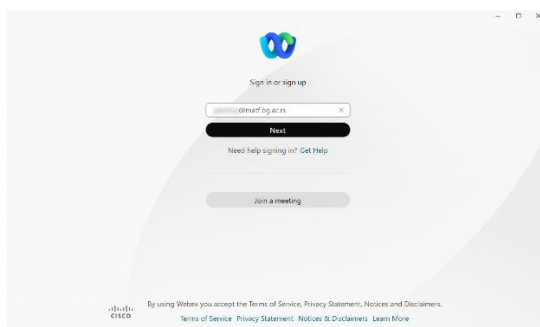 Sign in or sign up
@matf.bg.ac.rs
Next
Need help signing in? Get Help
Join a meeting
CISCO
By using Webex you accept the Terms of Service, Privacy Statement, Notices and Disclaimers.
Terms of Service Privacy Statement Notices & Disclaimers Learn More